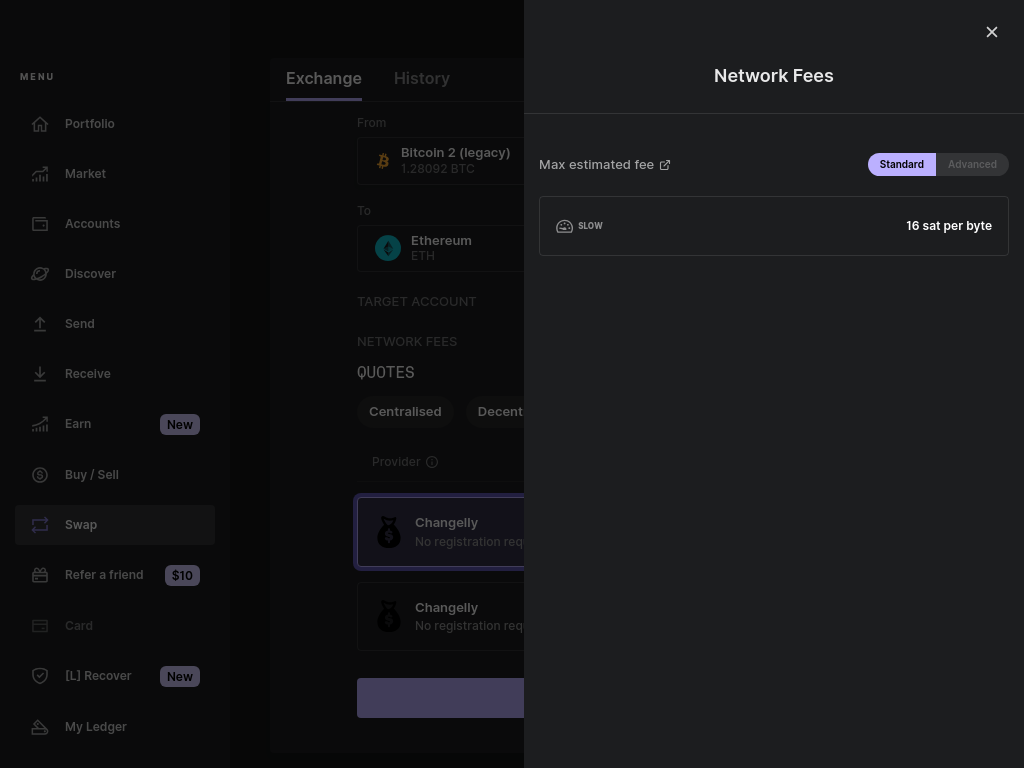 MENU
Portfolio
Market
Accounts
Discover
Send
Receive
Earn
New
Buy / Sell
Swap
Refer a friend
$10
Card
[L] Recover
New
My Ledger
Exchange
History
From
Bitcoin 2 (legacy)
1.28092 BTC
To
Ethereum
ETH
TARGET ACCOUNT
NETWORK FEES
QUOTES
Centralised
Decent
Provider
Changelly
No registration req
Changelly
No registration req
Network Fees
Max estimated fee
Standard
Advanced
SLOW
16 sat per byte